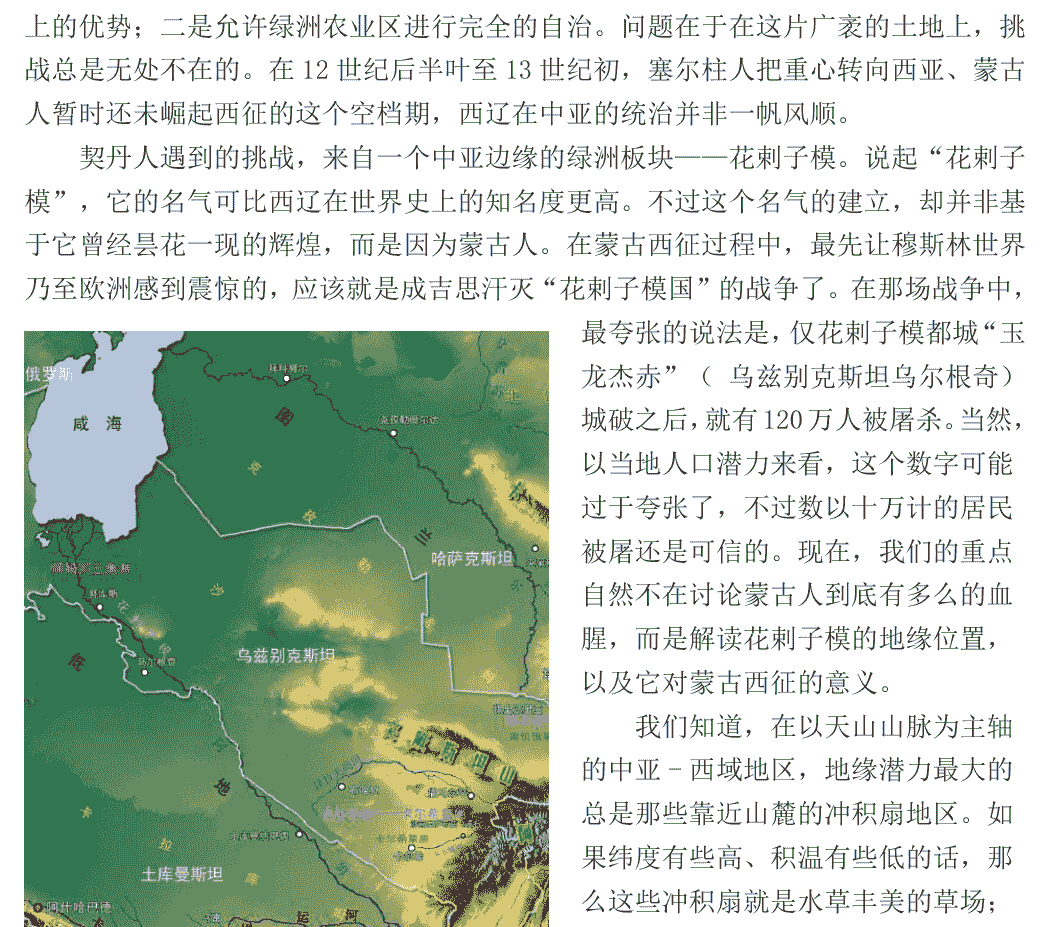 上的优势；二是允许绿洲农业区进行完全的自治。问题在于在这片广袤的土地上，挑
战总是无处不在的。在 12 世纪后半叶至 13 世纪初，塞尔柱人把重心转向西亚、蒙古
人暂时还未崛起西征的这个空档期，西辽在中亚的统治并非一帆风顺。
契丹人遇到的挑战，来自一个中亚边缘的绿洲板块——花剌子模。说起“花剌子
模”，它的名气可比西辽在世界史上的知名度更高。不过这个名气的建立，却并非基
于它曾经昙花一现的辉煌，而是因为蒙古人。在蒙古西征过程中，最先让穆斯林世界
乃至欧洲感到震惊的，应该就是成吉思汗灭“花剌子模国”的战争了。在那场战争中，
最夸张的说法是，仅花剌子模都城“玉
龙杰赤”（ 乌兹别克斯坦乌尔根奇）
城破之后，就有 120 万人被屠杀。当然，
以当地人口潜力来看，这个数字可能
过于夸张了，不过数以十万计的居民
被屠还是可信的。现在，我们的重点
自然不在讨论蒙古人到底有多么的血
腥，而是解读花剌子模的地缘位置，
以及它对蒙古西征的意义。
我们知道，在以天山山脉为主轴
的中亚–西域地区，地缘潜力最大的
总是那些靠近山麓的冲积扇地区。如
果纬度有些高、积温有些低的话，那
么这些冲积扇就是水草丰美的草场；
俄罗斯
咸 海
图
兰
低
地
哈萨克斯坦
乌兹别克斯坦
土库曼斯坦
阿什哈巴德
运 河